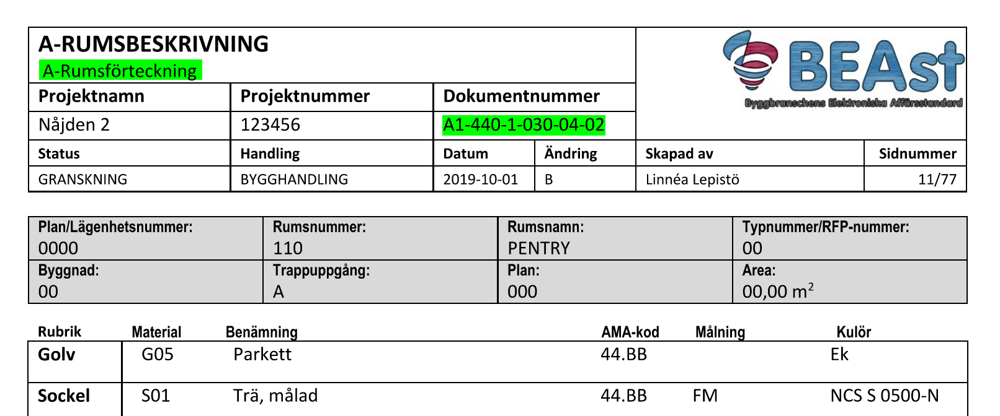 A-RUMSBESKRIVNING
A-Rumsförteckning
BEAst
Byggbranschens Elektroniska Affärsstandard
Projektnamn Projektnummer Dokumentnummer
Nåjden 2 123456 A1-440-1-030-04-02
Status Handling Datum Ändring Skapad av Sidnummer
GRANSKNING BYGGHANDLING 2019-10-01 B Linnéa Lepistö 11/77
Plan/Lägenhetsnummer: Rumsnummer: Rumsnamn: Typnummer/RFP-nummer:
0000 110 PENTRY 00
Byggnad: Trappuppgång: Plan: Area:
00 A 000 00,00 m²
Rubrik Material Benämning AMA-kod Målning Kulör
Golv G05 Parkett 44.BB Ek
Sockel S01 Trä, målad 44.BB FM NCS S 0500-N